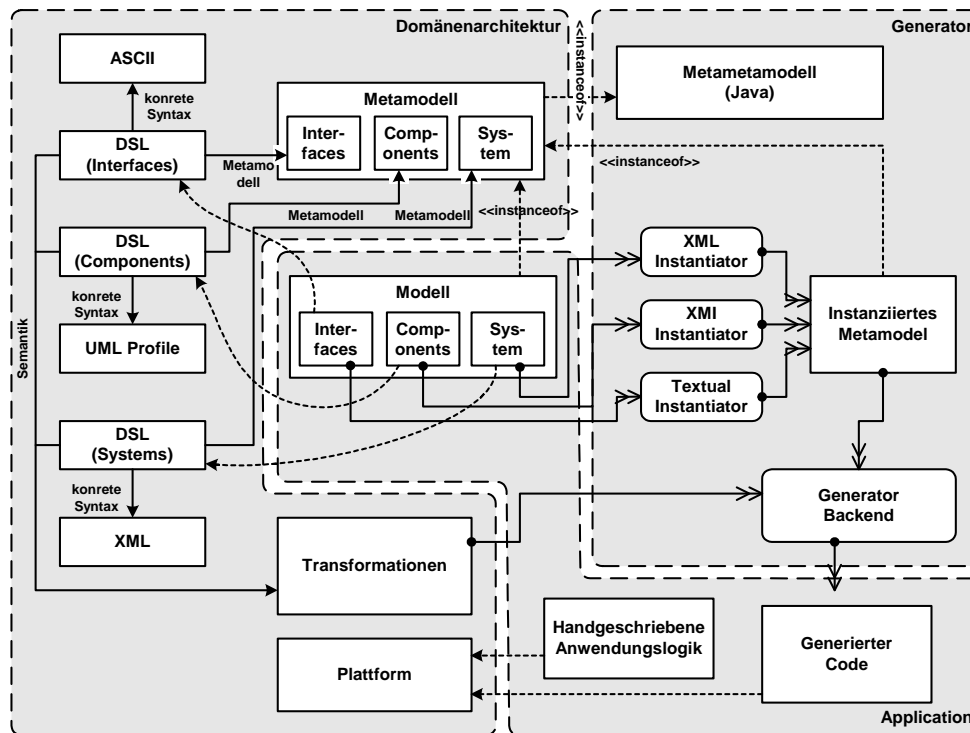 Domänenarchitektur
Generator
<<instanceof>>
ASCII
konrete
Syntax
DSL
(Interfaces)
Metamo
dell
Metamodell
Inter-
faces
Comp-
onents
Sys-
tem
Metametamodell
(Java)
<<instanceof>>
Metamodell
Metamodell
<<instanceof>>
DSL
(Components)
konrete
Syntax
UML Profile
Semantik
Modell
Inter-
faces
Comp-
onents
Sys-
tem
XML
Instantiator
XMI
Instantiator
Textual
Instantiator
Instanziiertes
Metamodel
DSL
(Systems)
konrete
Syntax
XML
Transformationen
Generator
Backend
Handgeschriebene
Anwendungslogik
Generierter
Code
Plattform
Application